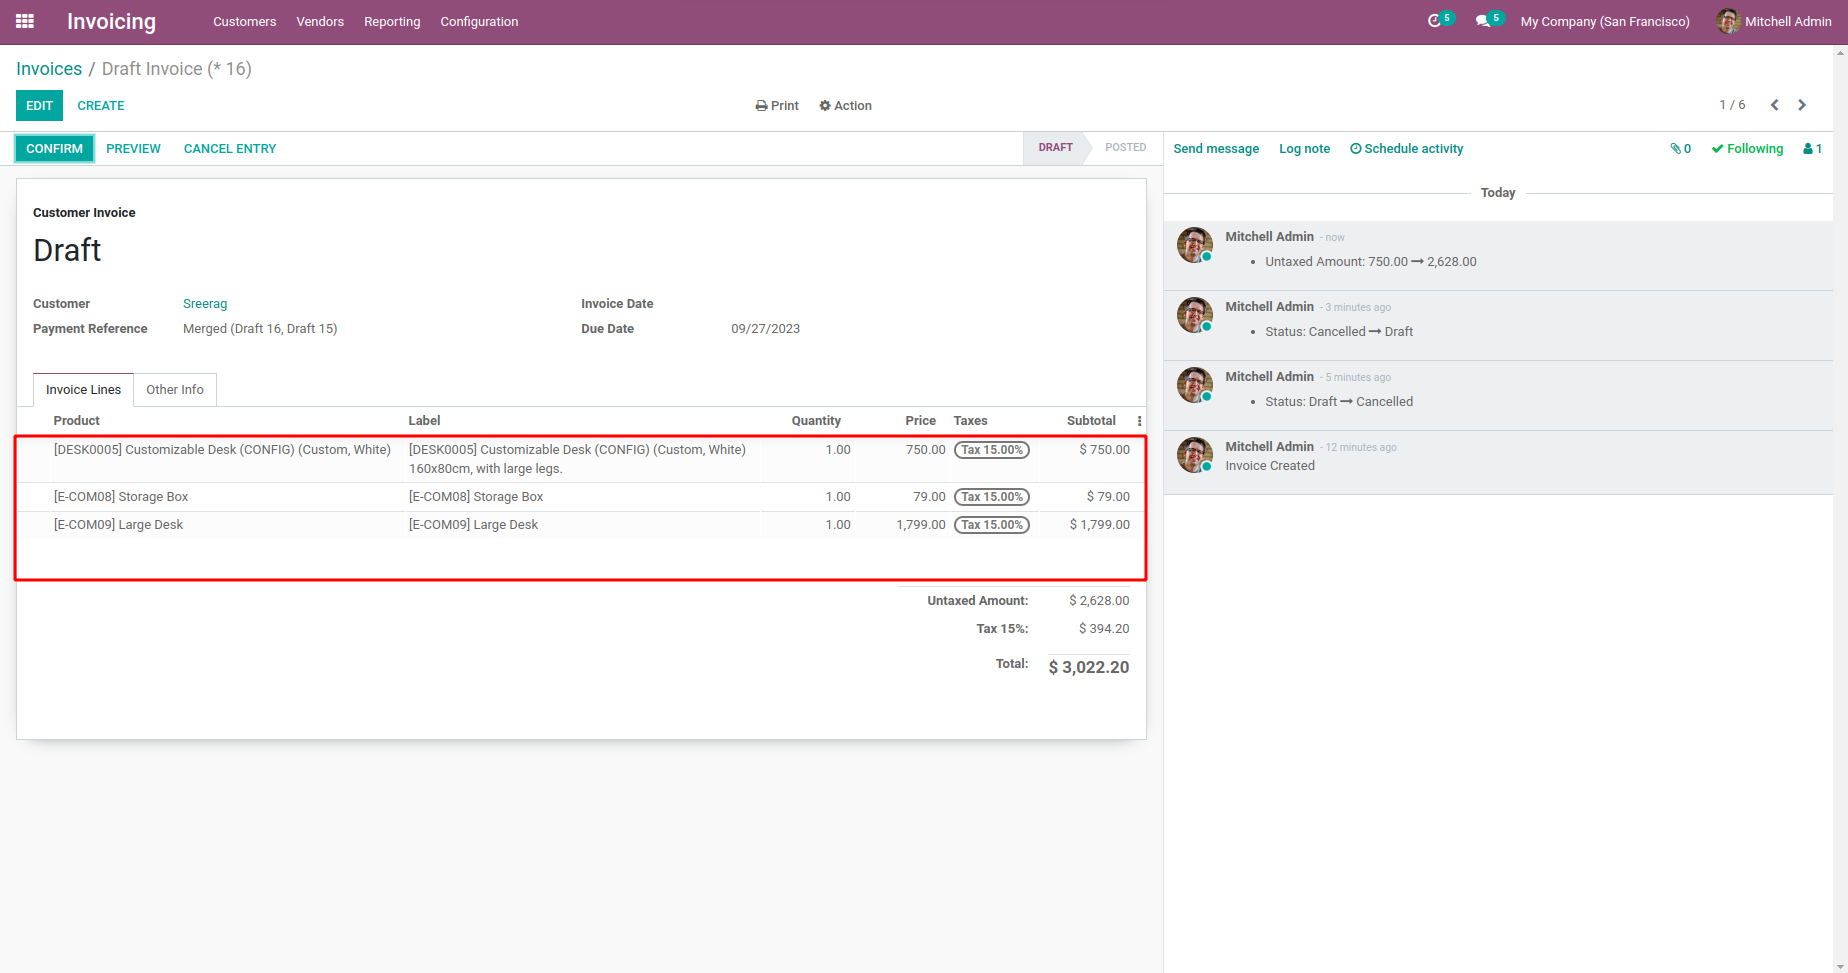 Invoicing Customers Vendors Reporting Configuration 5 5 My Company (San Francisco) Mitchell Admin
Invoices / Draft Invoice (* 16)
EDIT CREATE Print Action 1 / 6
CONFIRM PREVIEW CANCEL ENTRY DRAFT POSTED
Customer Invoice
Draft
Customer Sreerag Invoice Date
Payment Reference Merged (Draft 16, Draft 15) Due Date 09/27/2023
Invoice Lines Other Info
Product Label Quantity Price Taxes Subtotal
[DESK0005] Customizable Desk (CONFIG) (Custom, White) [DESK0005] Customizable Desk (CONFIG) (Custom, White) 1.00 750.00 Tax 15.00% $ 750.00
160x80cm, with large legs.
[E-COM08] Storage Box [E-COM08] Storage Box 1.00 79.00 Tax 15.00% $ 79.00
[E-COM09] Large Desk [E-COM09] Large Desk 1.00 1,799.00 Tax 15.00% $ 1,799.00
Untaxed Amount: $ 2,628.00
Tax 15%: $ 394.20
Total: $ 3,022.20
Send message Log note Schedule activity 0 Following 1
Today
Mitchell Admin - now
• Untaxed Amount: 750.00 → 2,628.00
Mitchell Admin - 3 minutes ago
• Status: Cancelled → Draft
Mitchell Admin - 5 minutes ago
• Status: Draft → Cancelled
Mitchell Admin - 12 minutes ago
Invoice Created